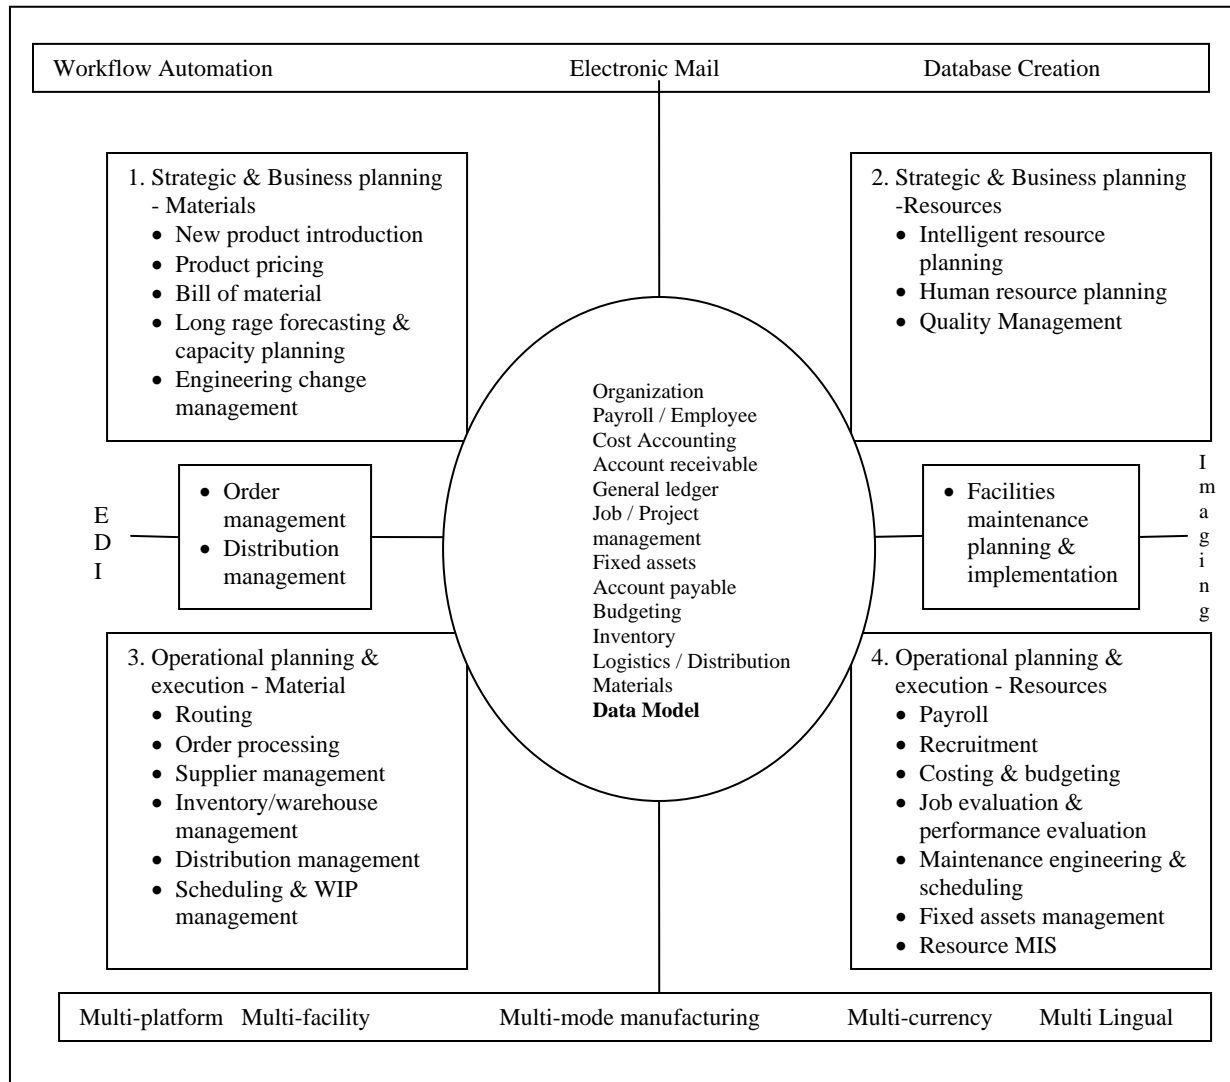 Workflow Automation Electronic Mail Database Creation
1. Strategic & Business planning
- Materials
• New product introduction
• Product pricing
• Bill of material
• Long rage forecasting &
capacity planning
• Engineering change
management
2. Strategic & Business planning
-Resources
• Intelligent resource
planning
• Human resource planning
• Quality Management
E
D
I
• Order
management
• Distribution
management
Organization
Payroll / Employee
Cost Accounting
Account receivable
General ledger
Job / Project
management
Fixed assets
Account payable
Budgeting
Inventory
Logistics / Distribution
Materials
Data Model
• Facilities
maintenance
planning &
implementation
I
m
a
g
i
n
g
3. Operational planning &
execution - Material
• Routing
• Order processing
• Supplier management
• Inventory/warehouse
management
• Distribution management
• Scheduling & WIP
management
4. Operational planning &
execution - Resources
• Payroll
• Recruitment
• Costing & budgeting
• Job evaluation &
performance evaluation
• Maintenance engineering &
scheduling
• Fixed assets management
• Resource MIS
Multi-platform Multi-facility Multi-mode manufacturing Multi-currency Multi Lingual